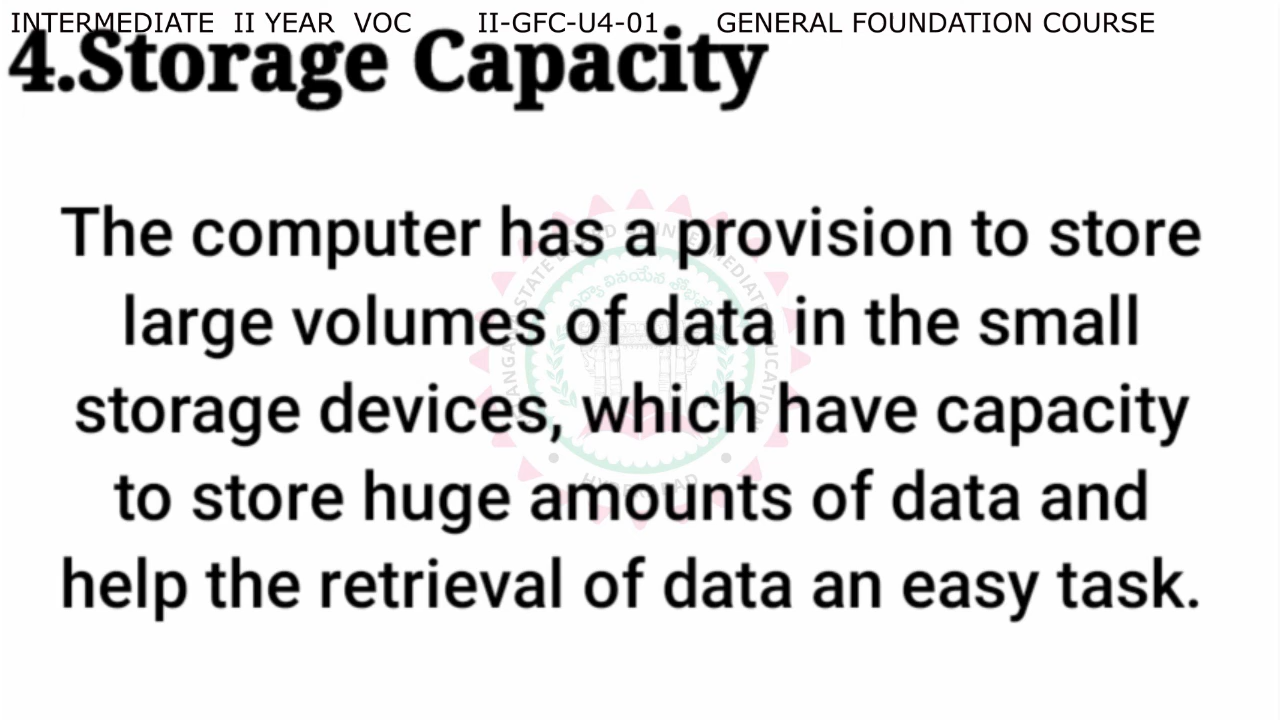 INTERMEDIATE II YEAR VOC II-GFC-U4-01 GENERAL FOUNDATION COURSE
4.Storage Capacity
The computer has a provision to store
large volumes of data in the small
storage devices, which have capacity
to store huge amounts of data and
help the retrieval of data an easy task.
HYDERABAD